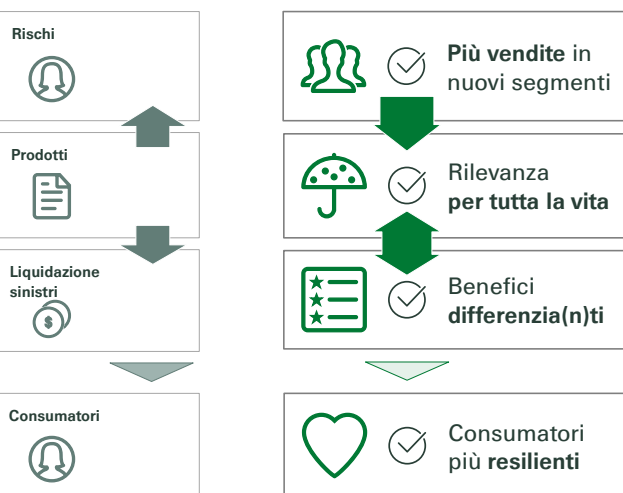 Rischi
Prodotti
Liquidazione
sinistri
$
Consumatori
Più vendite in
nuovi segmenti
Rilevanza
per tutta la vita
Benefici
differenzia(n)ti
Consumatori
più resilienti